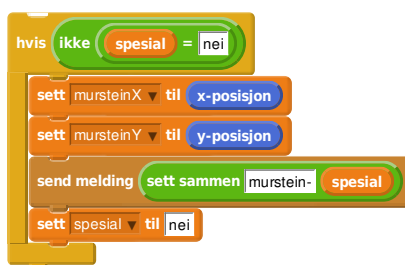 hvis ikke spesial = nei
sett mursteinX til x-posisjon
sett mursteinY til y-posisjon
send melding sett sammen murstein- spesial
sett spesial til nei